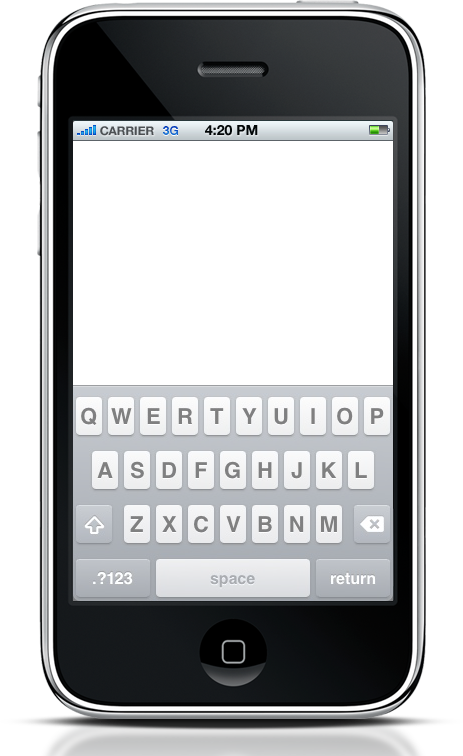 CARRIER 3G 4:20 PM
Q W E R T Y U I O P
A S D F G H J K L
Z X C V B N M
.?123 space return